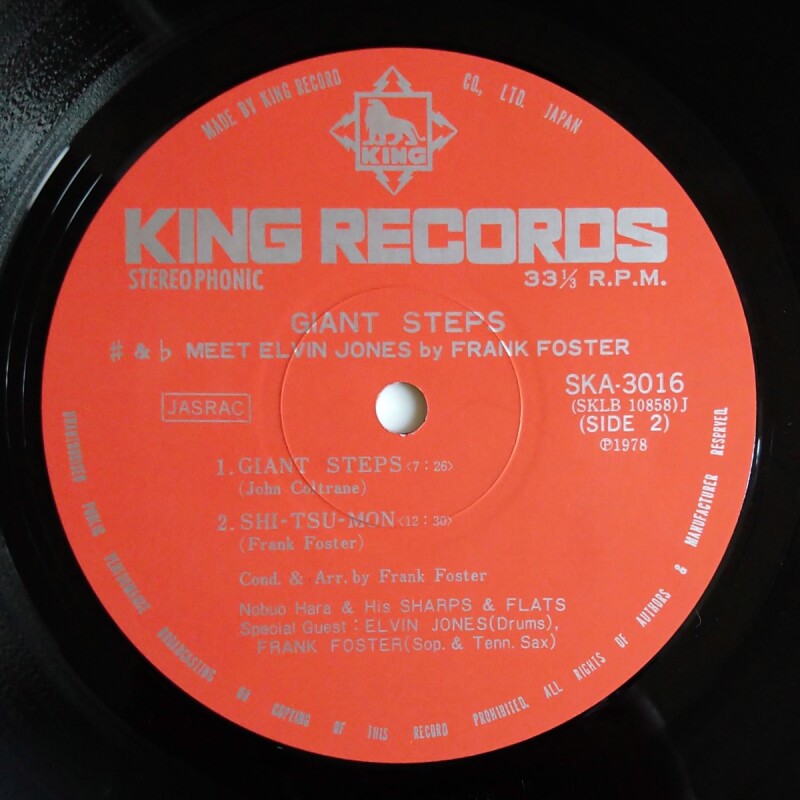 MADE BY KING RECORD CO., LTD. JAPAN
KING
KING RECORDS
STEREOPHONIC
33 1/3 R.P.M.
GIANT STEPS
♯ & ♭ MEET ELVIN JONES by FRANK FOSTER
JASRAC
SKA-3016
(SKLB 10858)J
(SIDE 2)
℗1978
1. GIANT STEPS <7:26>
(John Coltrane)
2. SHI-TSU-MON <12:30>
(Frank Foster)
Cond. & Arr. by Frank Foster
Nobuo Hara & His SHARPS & FLATS
Special Guest : ELVIN JONES(Drums),
FRANK FOSTER(Sop. & Tenn. Sax)
UNAUTHORIZED PUBLIC PERFORMANCE BROADCASTING OR COPYING OF THIS RECORD PROHIBITED. ALL RIGHTS OF AUTHORS & MANUFACTURER RESERVED.